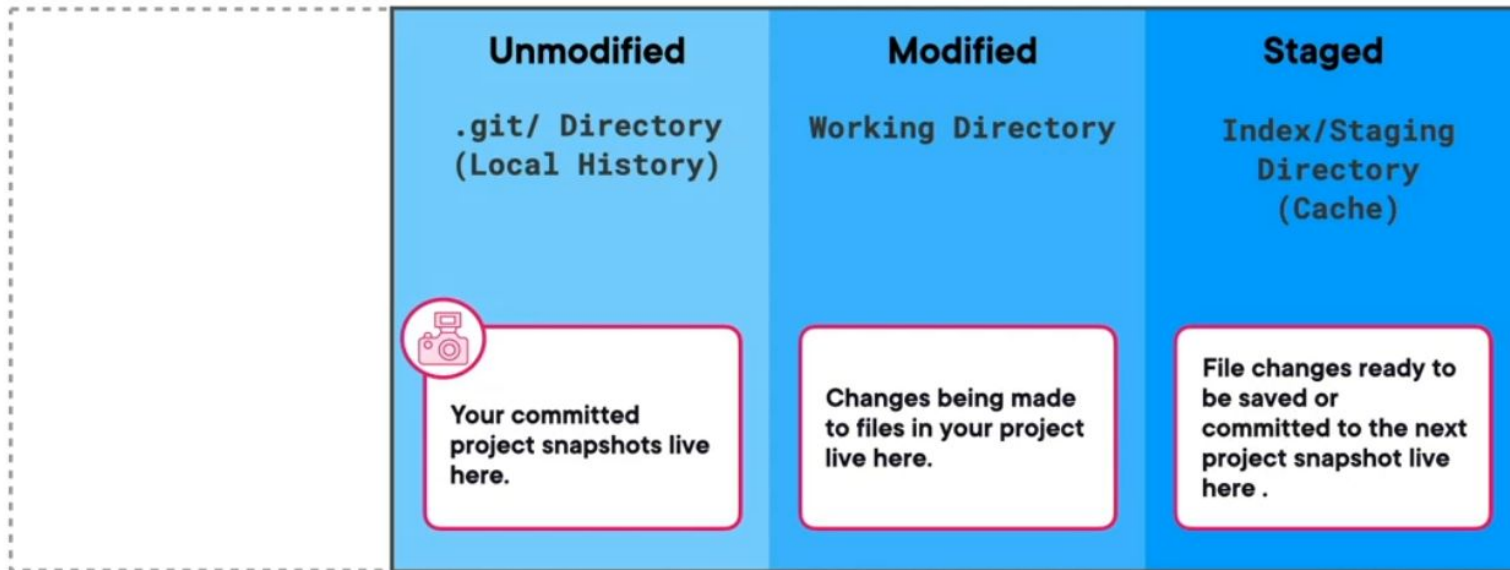 Unmodified
.git/ Directory
(Local History)
Your committed
project snapshots live
here.
Modified
Working Directory
Changes being made
to files in your project
live here.
Staged
Index/Staging
Directory
(Cache)
File changes ready to
be saved or
committed to the next
project snapshot live
here .